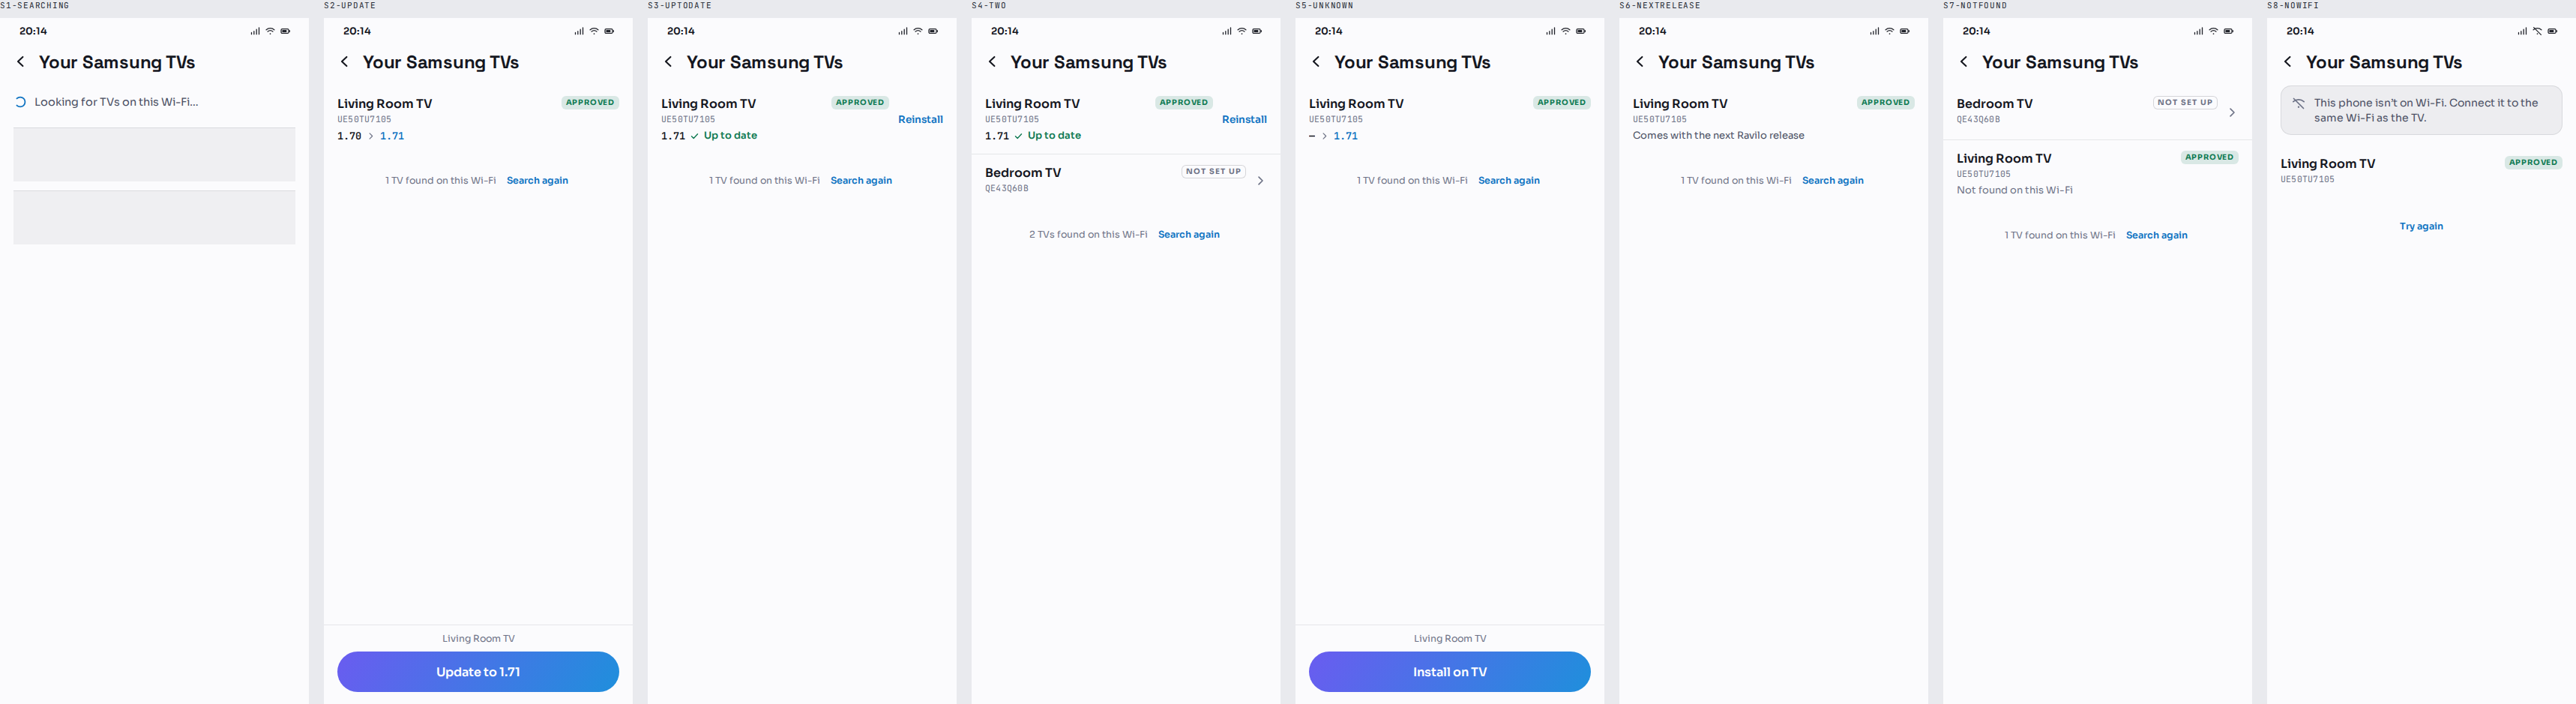 S1-SEARCHING
20:14
Your Samsung TVs
Looking for TVs on this Wi-Fi...
S2-UPDATE
20:14
Your Samsung TVs
Living Room TV
APPROVED
UE50TU7105
1.70 > 1.71
1 TV found on this Wi-Fi Search again
Living Room TV
Update to 1.71
S3-UPTODATE
20:14
Your Samsung TVs
Living Room TV
APPROVED
UE50TU7105
Reinstall
1.71 ✓ Up to date
1 TV found on this Wi-Fi Search again
S4-TWO
20:14
Your Samsung TVs
Living Room TV
APPROVED
UE50TU7105
Reinstall
1.71 ✓ Up to date
Bedroom TV
NOT SET UP
QE43Q60B
2 TVs found on this Wi-Fi Search again
S5-UNKNOWN
20:14
Your Samsung TVs
Living Room TV
APPROVED
UE50TU7105
– > 1.71
1 TV found on this Wi-Fi Search again
Living Room TV
Install on TV
S6-NEXTRELEASE
20:14
Your Samsung TVs
Living Room TV
APPROVED
UE50TU7105
Comes with the next Ravilo release
1 TV found on this Wi-Fi Search again
S7-NOTFOUND
20:14
Your Samsung TVs
Bedroom TV
NOT SET UP
QE43Q60B
Living Room TV
APPROVED
UE50TU7105
Not found on this Wi-Fi
1 TV found on this Wi-Fi Search again
S8-NOWIFI
20:14
Your Samsung TVs
This phone isn't on Wi-Fi. Connect it to the
same Wi-Fi as the TV.
Living Room TV
APPROVED
UE50TU7105
Try again